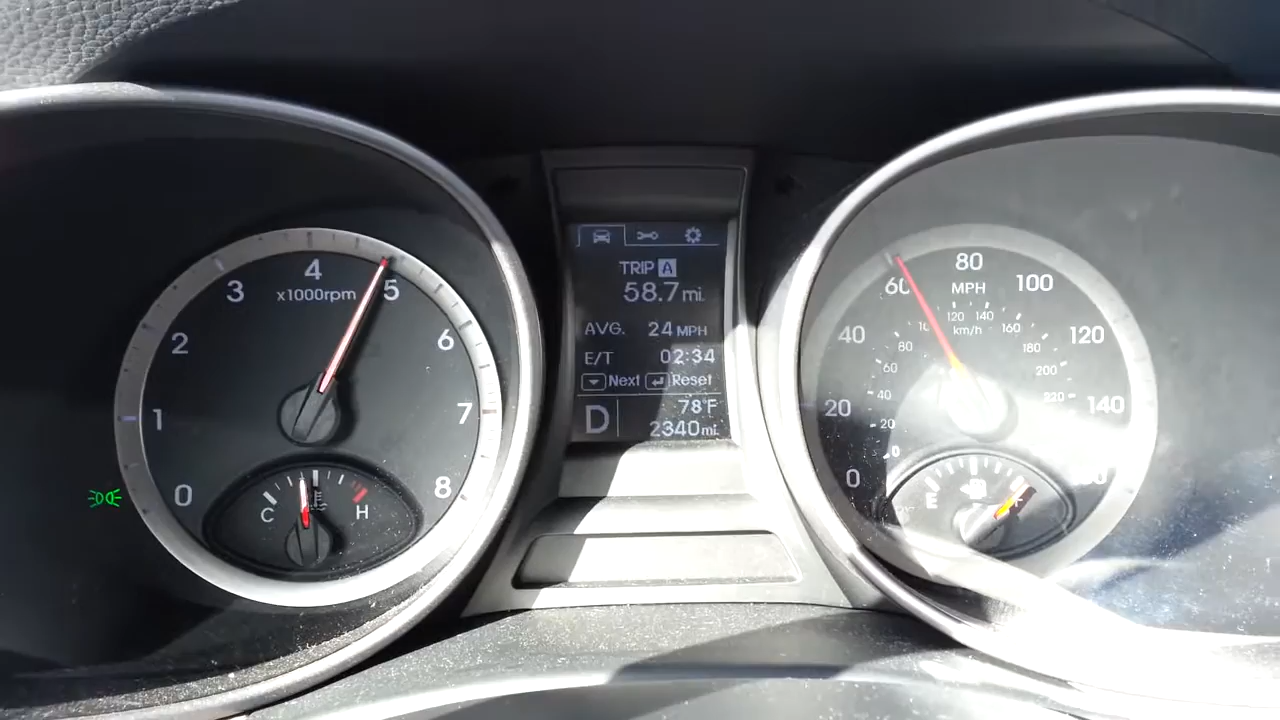 0
1
2
3
4
5
6
7
8
x1000rpm
C
H
TRIP A
58.7 mi.
AVG. 24 MPH
E/T 02:34
Next Reset
D
78°F
2340 mi.
0
20
40
60
80
100
120
140
MPH
km/h
0
20
40
60
80
120
140
160
180
200
220
E